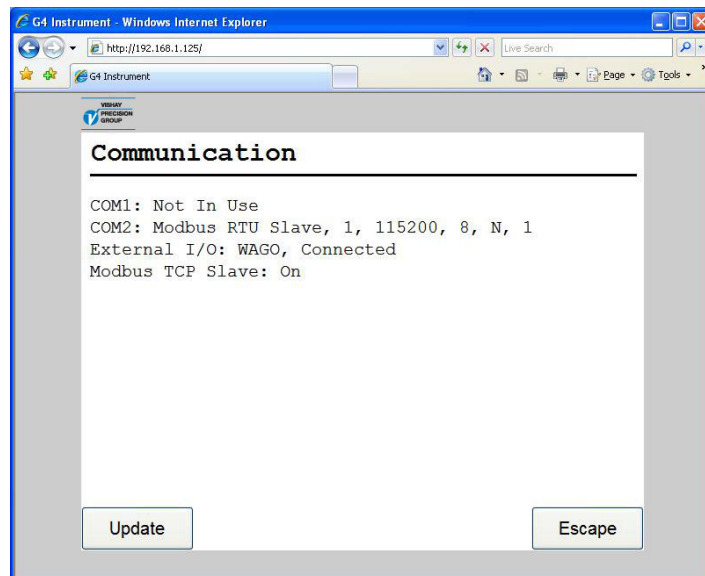 G4 Instrument - Windows Internet Explorer
http://192.168.1.125/
Live Search
G4 Instrument
Page
Tools
VISHAY
PRECISION
GROUP
Communication
COM1: Not In Use
COM2: Modbus RTU Slave, 1, 115200, 8, N, 1
External I/O: WAGO, Connected
Modbus TCP Slave: On
Update
Escape